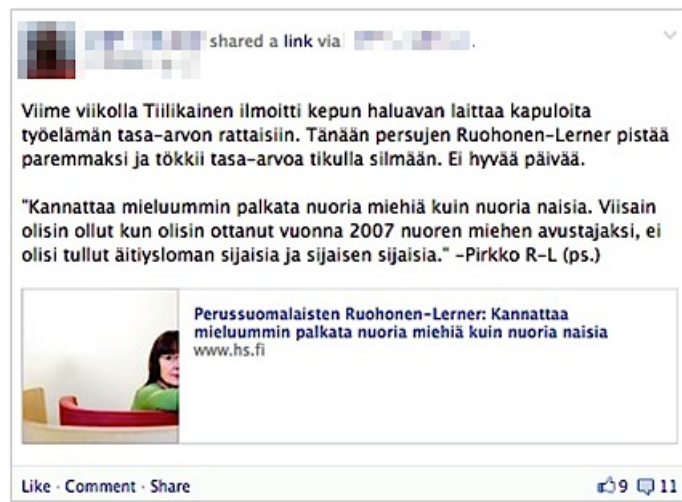 shared a link via .
Viime viikolla Tiilikainen ilmoitti kepun haluavan laittaa kapuloita
työelämän tasa-arvon rattaisiin. Tänään persujen Ruohonen-Lerner pistää
paremmaksi ja tökkii tasa-arvoa tikulla silmään. Ei hyvää päivää.
"Kannattaa mieluummin palkata nuoria miehiä kuin nuoria naisia. Viisain
olisin ollut kun olisin ottanut vuonna 2007 nuoren miehen avustajaksi, ei
olisi tullut äitiysloman sijaisia ja sijaisen sijaisia." -Pirkko R-L (ps.)
Perussuomalaisten Ruohonen-Lerner: Kannattaa
mieluummin palkata nuoria miehiä kuin nuoria naisia
www.hs.fi
Like · Comment · Share 9 11